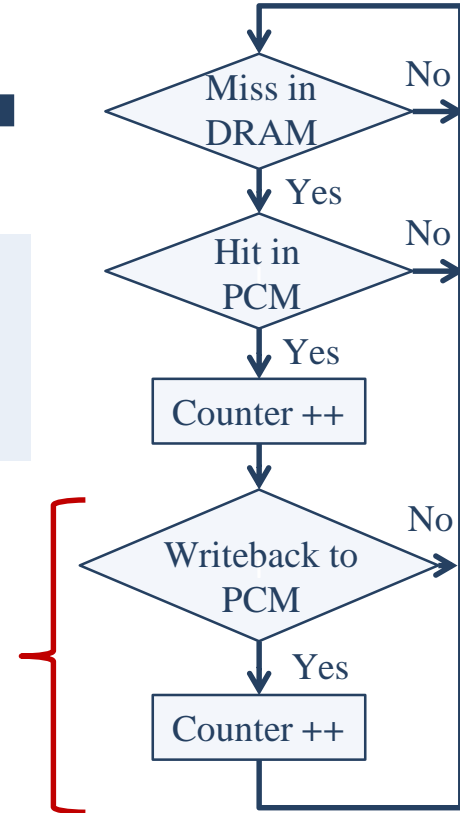 Miss in
DRAM
No
Yes
Hit in
PCM
No
Yes
Counter ++
Writeback to
PCM
No
Yes
Counter ++